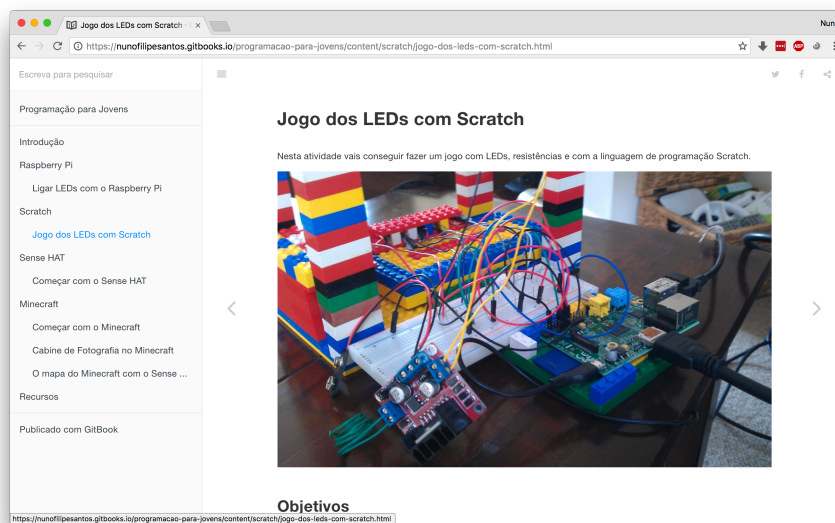 Jogo dos LEDs com Scratch ·
Nun
https://nunofilipesantos.gitbooks.io/programacao-para-jovens/content/scratch/jogo-dos-leds-com-scratch.html
ABP
Escreva para pesquisar
Programação para Jovens
Introdução
Raspberry Pi
Ligar LEDs com o Raspberry Pi
Scratch
Jogo dos LEDs com Scratch
Sense HAT
Começar com o Sense HAT
Minecraft
Começar com o Minecraft
Cabine de Fotografia no Minecraft
O mapa do Minecraft com o Sense ...
Recursos
Publicado com GitBook
Jogo dos LEDs com Scratch
Nesta atividade vais conseguir fazer um jogo com LEDs, resistências e com a linguagem de programação Scratch.
Objetivos
https://nunofilipesantos.gitbooks.io/programacao-para-jovens/content/scratch/jogo-dos-leds-com-scratch.html